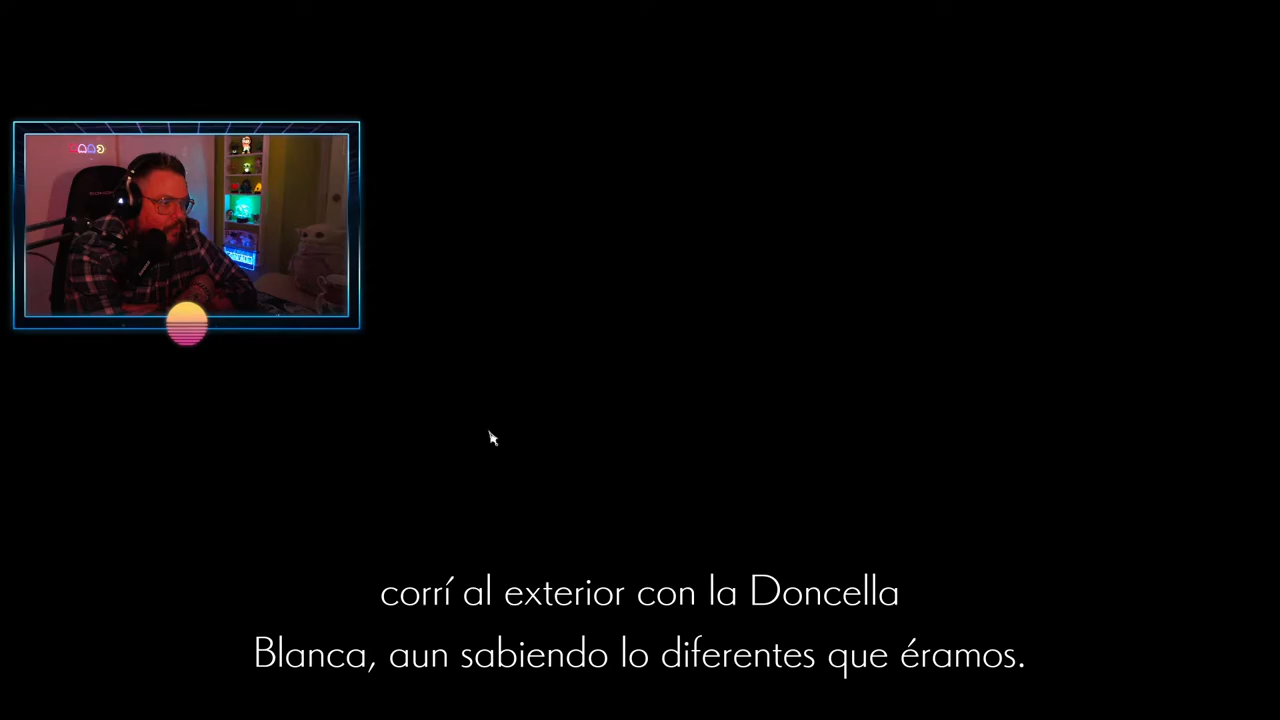 corrí al exterior con la Doncella
Blanca, aun sabiendo lo diferentes que éramos.